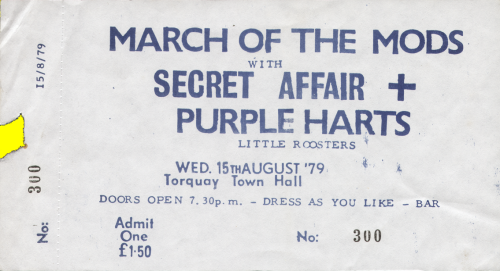 15/8/79
No: 300
MARCH OF THE MODS
WITH
SECRET AFFAIR +
PURPLE HARTS
LITTLE ROOSTERS
WED. 15TH AUGUST '79
Torquay Town Hall
DOORS OPEN 7.30p.m. - DRESS AS YOU LIKE - BAR
Admit
One
£1·50
No: 300